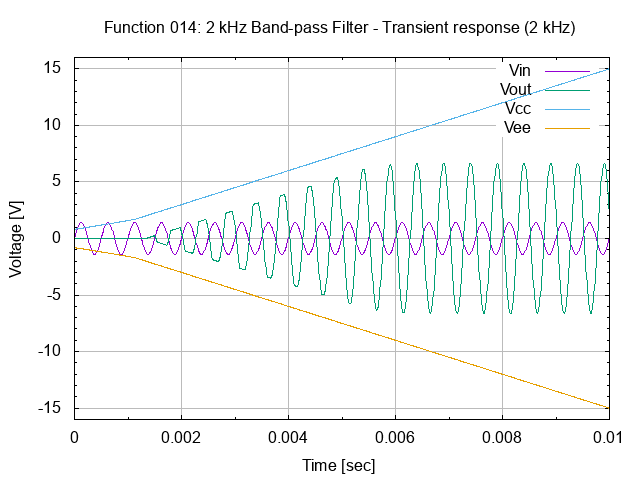 Function 014: 2 kHz Band-pass Filter - Transient response (2 kHz)
Vin
Vout
Vcc
Vee
15
10
5
0
-5
-10
-15
Voltage [V]
0 0.002 0.004 0.006 0.008 0.01
Time [sec]